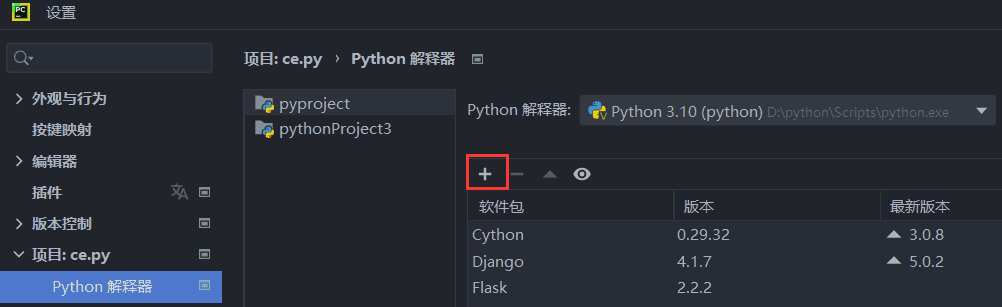 PC
设置
项目: ce.py › Python 解释器
外观与行为
按键映射
编辑器
插件
版本控制
项目: ce.py
Python 解释器
pyproject
pythonProject3
Python 解释器: Python 3.10 (python) D:\python\Scripts\python.exe
软件包 版本 最新版本
Cython 0.29.32 3.0.8
Django 4.1.7 5.0.2
Flask 2.2.2